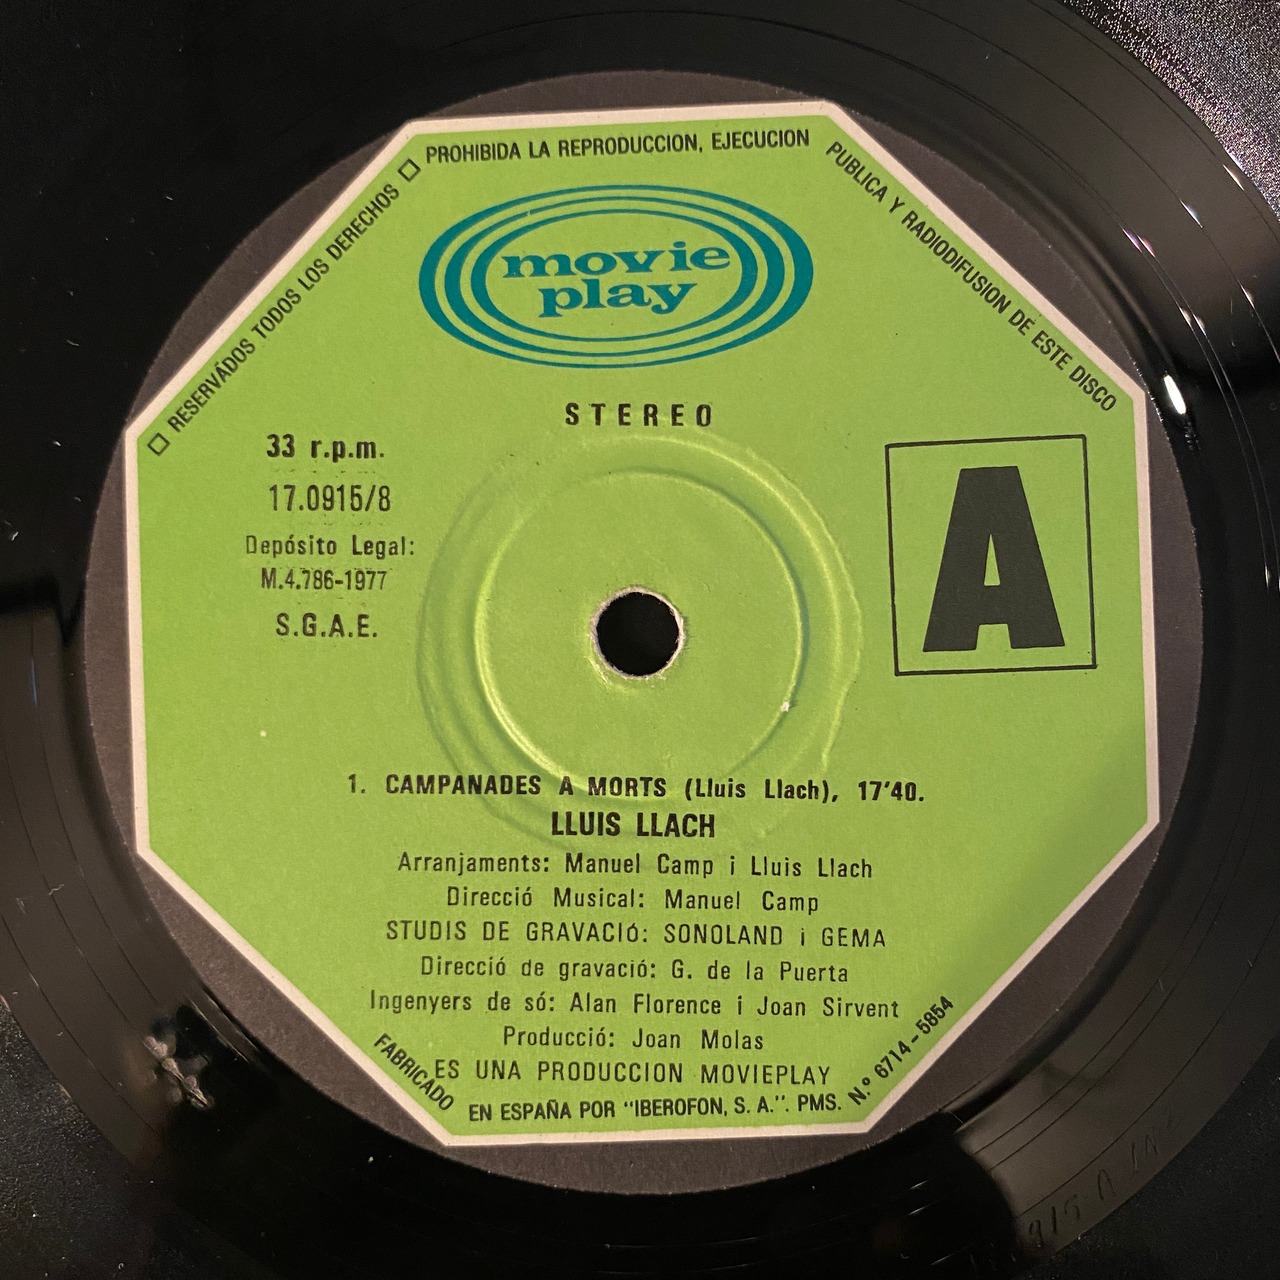 □ RESERVADOS TODOS LOS DERECHOS □ PROHIBIDA LA REPRODUCCION, EJECUCION PUBLICA Y RADIODIFUSION DE ESTE DISCO
movie
play
STEREO
33 r.p.m.
17.0915/8
Depósito Legal:
M.4.786-1977
S.G.A.E.
A
1. CAMPANADES A MORTS (Lluis Llach), 17'40.
LLUIS LLACH
Arranjaments: Manuel Camp i Lluis Llach
Direcció Musical: Manuel Camp
STUDIS DE GRAVACIó: SONOLAND i GEMA
Direcció de gravació: G. de la Puerta
Ingenyers de só: Alan Florence i Joan Sirvent
Producció: Joan Molas
ES UNA PRODUCCION MOVIEPLAY
FABRICADO EN ESPAÑA POR "IBEROFON, S. A.". PMS. N.º 6714-5854